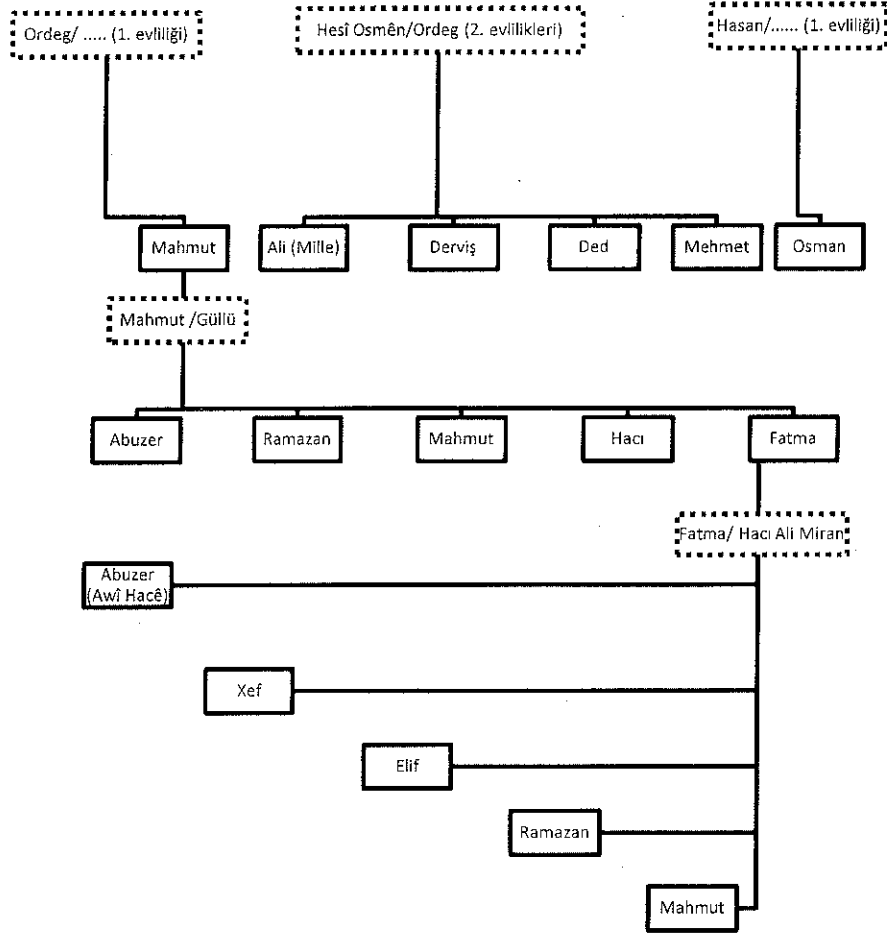 Ordeg/ ..... (1. evliliği)
Hesî Osmên/Ordeg (2. evlilikleri)
Hasan/...... (1. evliliği)
Mahmut
Ali (Mille)
Derviş
Ded
Mehmet
Osman
Mahmut /Güllü
Abuzer
Ramazan
Mahmut
Hacı
Fatma
Fatma/ Hacı Ali Miran
Abuzer
(Awî Hacê)
Xef
Elif
Ramazan
Mahmut